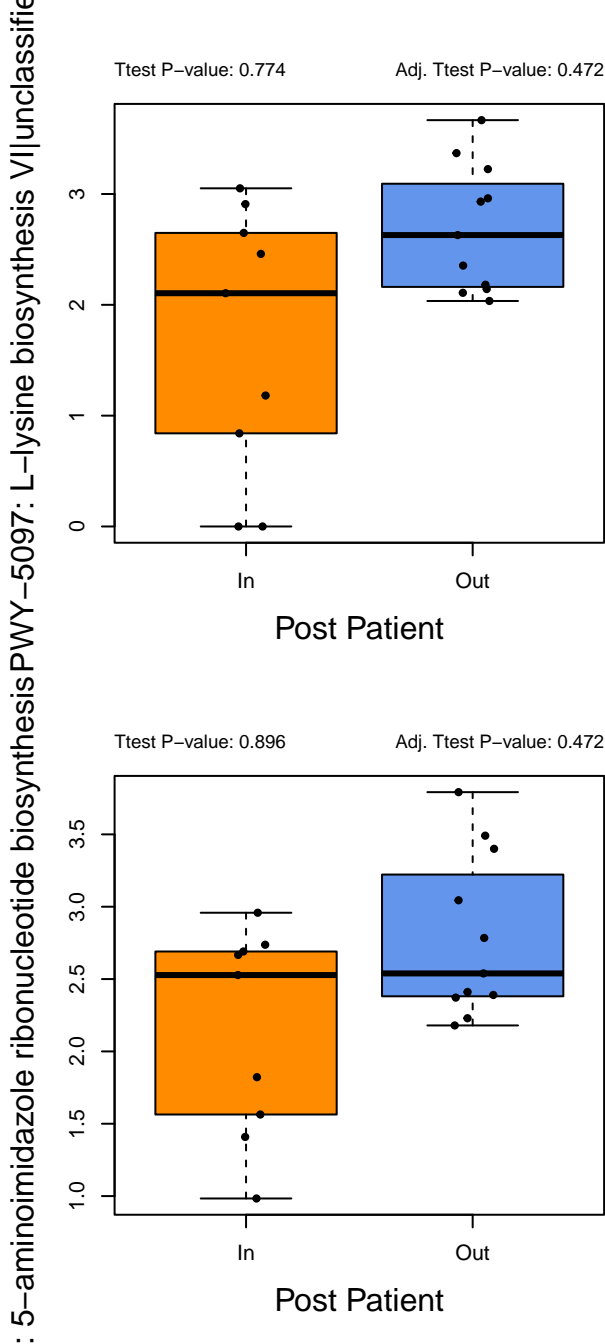 Ttest P−value: 0.774
Adj. Ttest P−value: 0.472
PWY−5097: L−lysine biosynthesis VI|unclassifie
3
2
1
0
In
Out
Post Patient
Ttest P−value: 0.896
Adj. Ttest P−value: 0.472
: 5−aminoimidazole ribonucleotide biosynthesis
3.5
3.0
2.5
2.0
1.5
1.0
In
Out
Post Patient